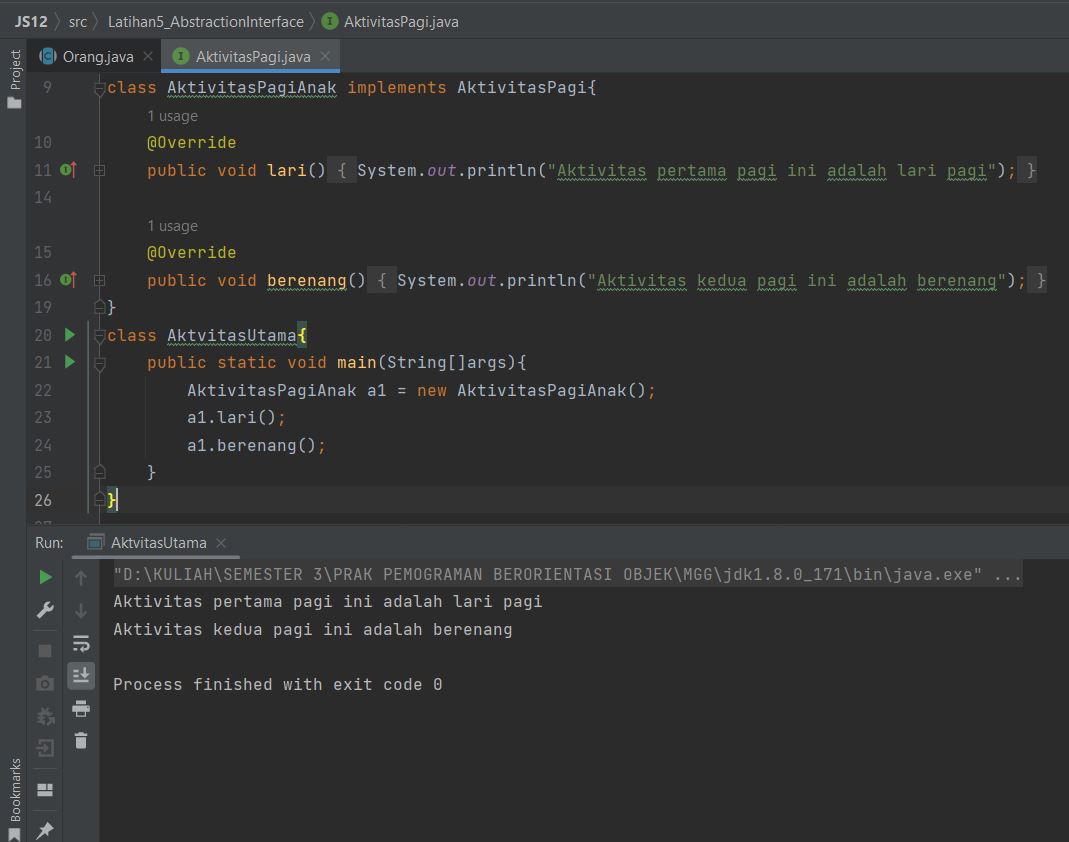 JS12 src Latihan5_AbstractionInterface AktivitasPagi.java
Project
Orang.java AktivitasPagi.java
9 class AktivitasPagiAnak implements AktivitasPagi{
1 usage
10 @Override
11 public void lari() { System.out.println("Aktivitas pertama pagi ini adalah lari pagi"); }
14
1 usage
15 @Override
16 public void berenang() { System.out.println("Aktivitas kedua pagi ini adalah berenang"); }
19 }
20 class AktvitasUtama{
21 public static void main(String[]args){
22 AktivitasPagiAnak a1 = new AktivitasPagiAnak();
23 a1.lari();
24 a1.berenang();
25 }
26 }
Run: AktvitasUtama
"D:\KULIAH\SEMESTER 3\PRAK PEMOGRAMAN BERORIENTASI OBJEK\MGG\jdk1.8.0_171\bin\java.exe" ...
Aktivitas pertama pagi ini adalah lari pagi
Aktivitas kedua pagi ini adalah berenang
Process finished with exit code 0
Bookmarks